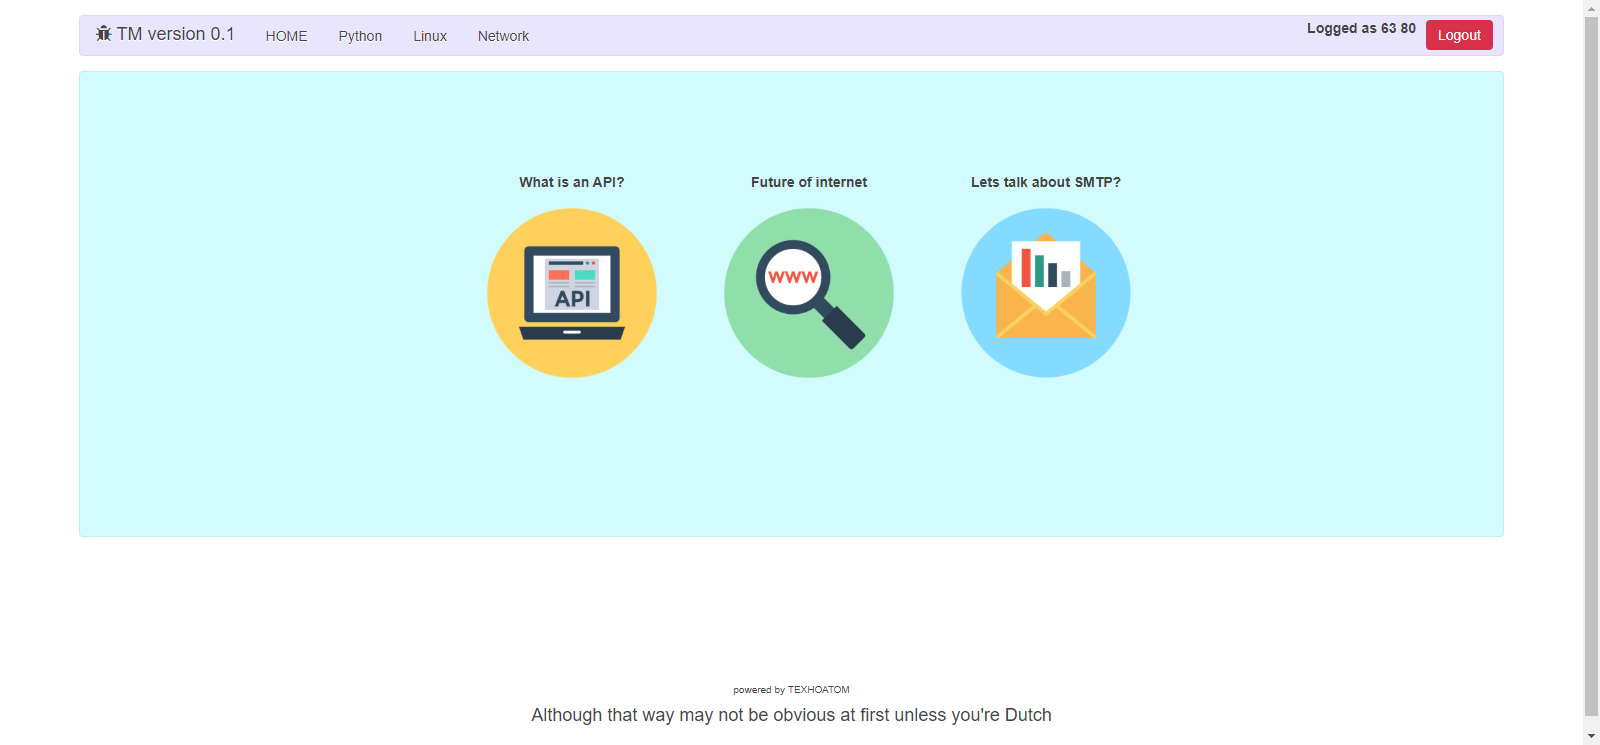 TM version 0.1 HOME Python Linux Network Logged as 63 80 Logout
What is an API? Future of internet Lets talk about SMTP?
API
www
powered by TEXHOATOM
Although that way may not be obvious at first unless you're Dutch